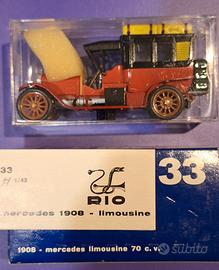 33
1/43
RIO
mercedes 1908 - limousine
33
1908 - mercedes limousine 70 c. v.
subito